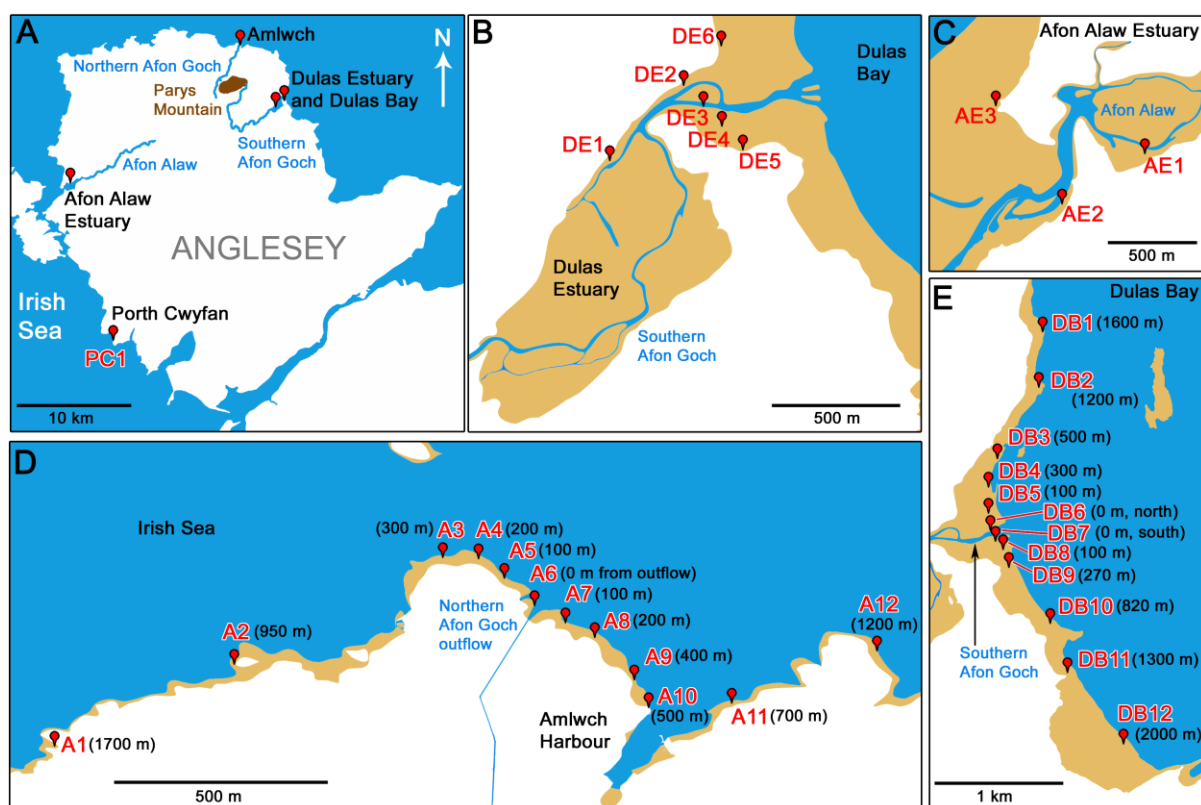 A
Amlwch
Northern Afon Goch
N
Parys
Mountain
Dulas Estuary
and Dulas Bay
Southern
Afon Goch
Afon Alaw
Afon Alaw
Estuary
ANGLESEY
Irish
Sea
Porth Cwyfan
PC1
10 km
B
DE6
Dulas
Bay
DE2
DE3
DE4
DE1
DE5
Dulas
Estuary
Southern
Afon Goch
500 m
C
Afon Alaw Estuary
AE3
Afon Alaw
AE1
AE2
500 m
D
Irish Sea
(300 m) A3
A4 (200 m)
A5 (100 m)
A6 (0 m from outflow)
A7 (100 m)
Northern
Afon Goch
outflow
A8 (200 m)
A12
(1200 m)
A2 (950 m)
A9 (400 m)
A10
(500 m)
A11 (700 m)
Amlwch
Harbour
A1 (1700 m)
500 m
E
Dulas Bay
DB1 (1600 m)
DB2
(1200 m)
DB3 (500 m)
DB4 (300 m)
DB5 (100 m)
DB6 (0 m, north)
DB7 (0 m, south)
DB8 (100 m)
DB9 (270 m)
DB10 (820 m)
Southern
Afon Goch
DB11 (1300 m)
DB12
(2000 m)
1 km